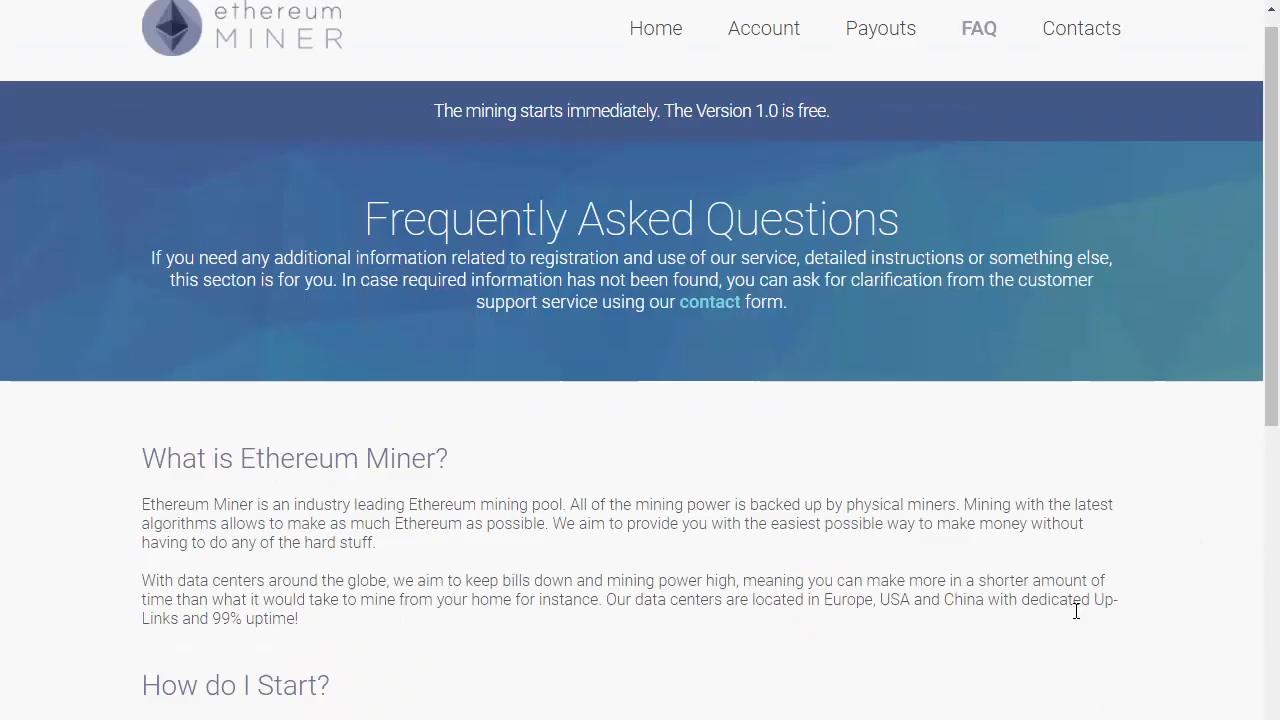 ethereum
MINER
Home Account Payouts FAQ Contacts
The mining starts immediately. The Version 1.0 is free.
Frequently Asked Questions
If you need any additional information related to registration and use of our service, detailed instructions or something else,
this secton is for you. In case required information has not been found, you can ask for clarification from the customer
support service using our contact form.
What is Ethereum Miner?
Ethereum Miner is an industry leading Ethereum mining pool. All of the mining power is backed up by physical miners. Mining with the latest
algorithms allows to make as much Ethereum as possible. We aim to provide you with the easiest possible way to make money without
having to do any of the hard stuff.
With data centers around the globe, we aim to keep bills down and mining power high, meaning you can make more in a shorter amount of
time than what it would take to mine from your home for instance. Our data centers are located in Europe, USA and China with dedicated Up-
Links and 99% uptime!
How do I Start?